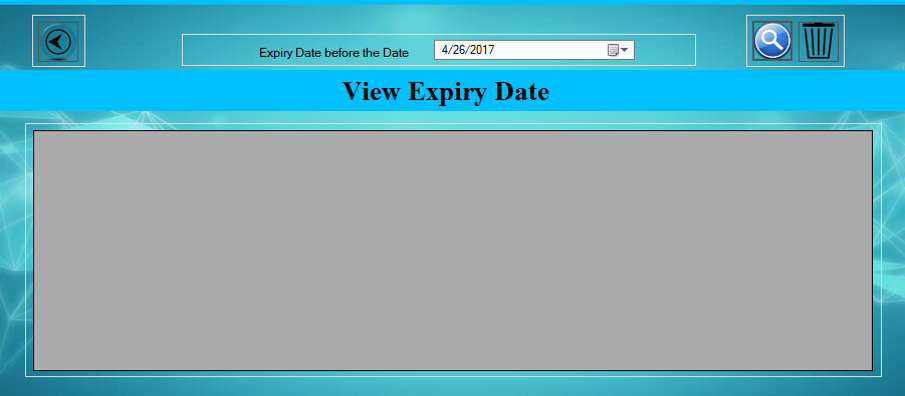 Expiry Date before the Date 4/26/2017
View Expiry Date